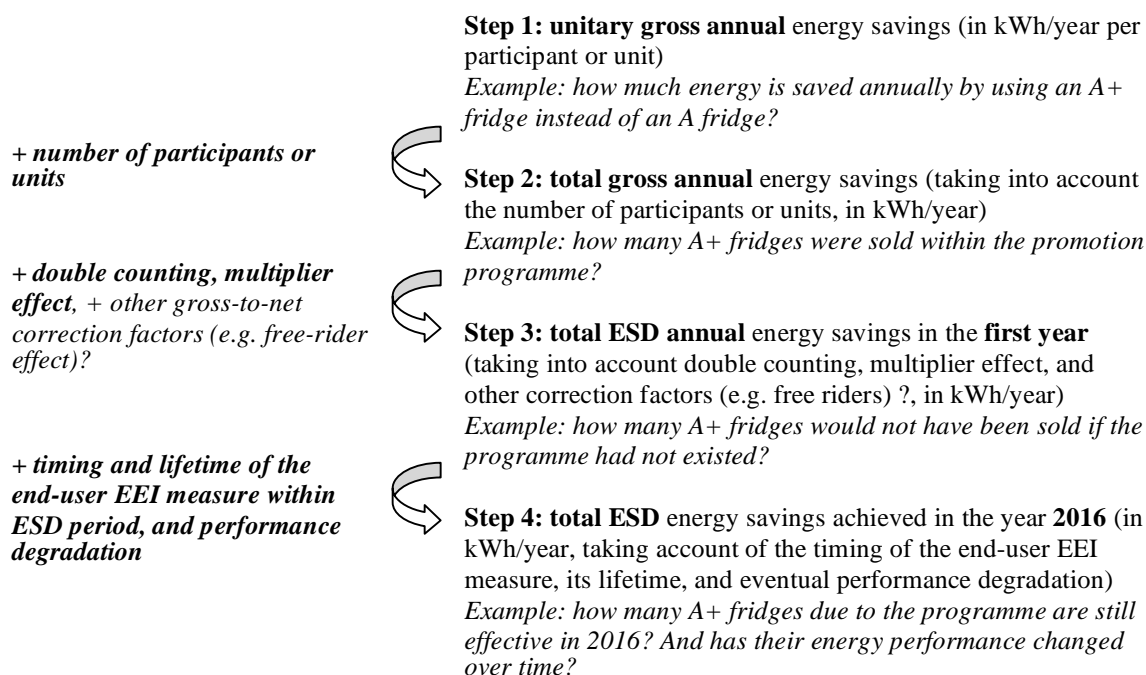 Step 1: unitary gross annual energy savings (in kWh/year per
participant or unit)
Example: how much energy is saved annually by using an A+
fridge instead of an A fridge?
+ number of participants or
units
Step 2: total gross annual energy savings (taking into account
the number of participants or units, in kWh/year)
Example: how many A+ fridges were sold within the promotion
programme?
+ double counting, multiplier
effect, + other gross-to-net
correction factors (e.g. free-rider
effect)?
Step 3: total ESD annual energy savings in the first year
(taking into account double counting, multiplier effect, and
other correction factors (e.g. free riders) ?, in kWh/year)
Example: how many A+ fridges would not have been sold if the
programme had not existed?
+ timing and lifetime of the
end-user EEI measure within
ESD period, and performance
degradation
Step 4: total ESD energy savings achieved in the year 2016 (in
kWh/year, taking account of the timing of the end-user EEI
measure, its lifetime, and eventual performance degradation)
Example: how many A+ fridges due to the programme are still
effective in 2016? And has their energy performance changed
over time?